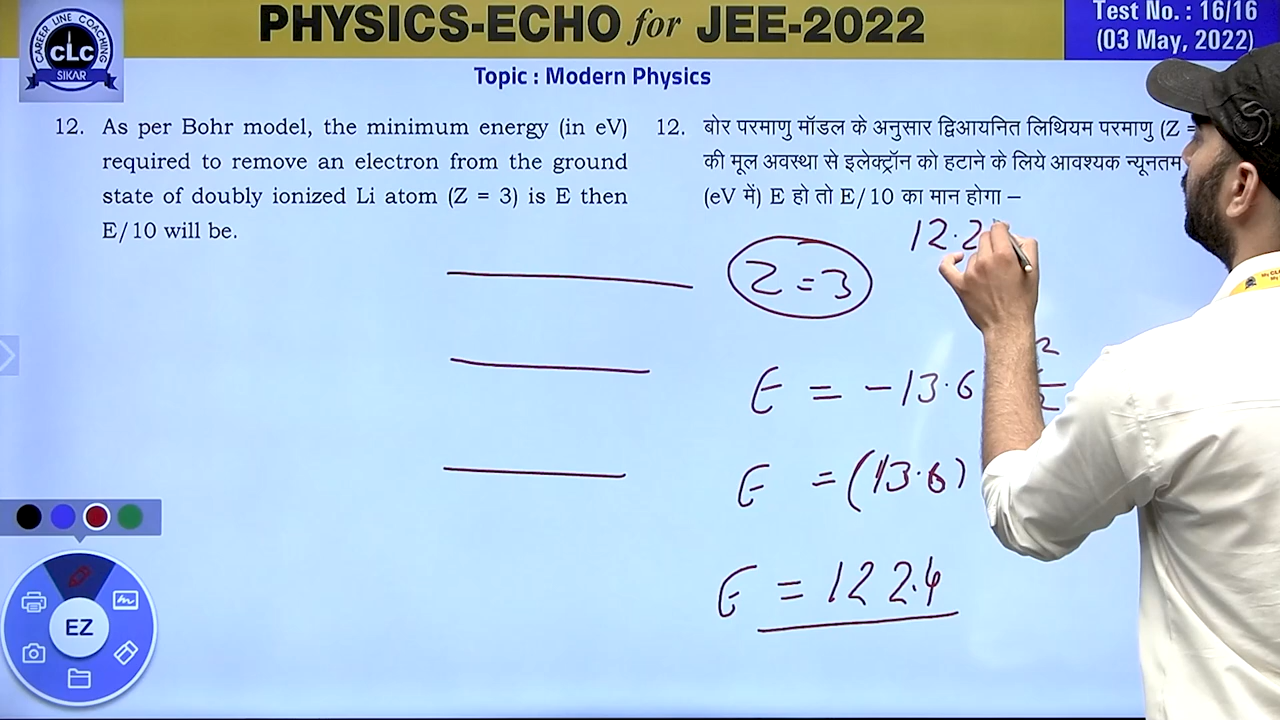 CAREER LINE COACHING
CLC
SIKAR
PHYSICS-ECHO for JEE-2022
Test No. : 16/16
(03 May, 2022)
Topic : Modern Physics
12. As per Bohr model, the minimum energy (in eV)
required to remove an electron from the ground
state of doubly ionized Li atom (Z = 3) is E then
E/10 will be.
12. बोर परमाणु मॉडल के अनुसार द्विआयनित लिथियम परमाणु (Z =
की मूल अवस्था से इलेक्ट्रॉन को हटाने के लिये आवश्यक न्यूनतम
(eV में) E हो तो E/10 का मान होगा –
12.2
Z = 3
E = -13.6
2
2
E = (13.6)
E = 122.4
EZ